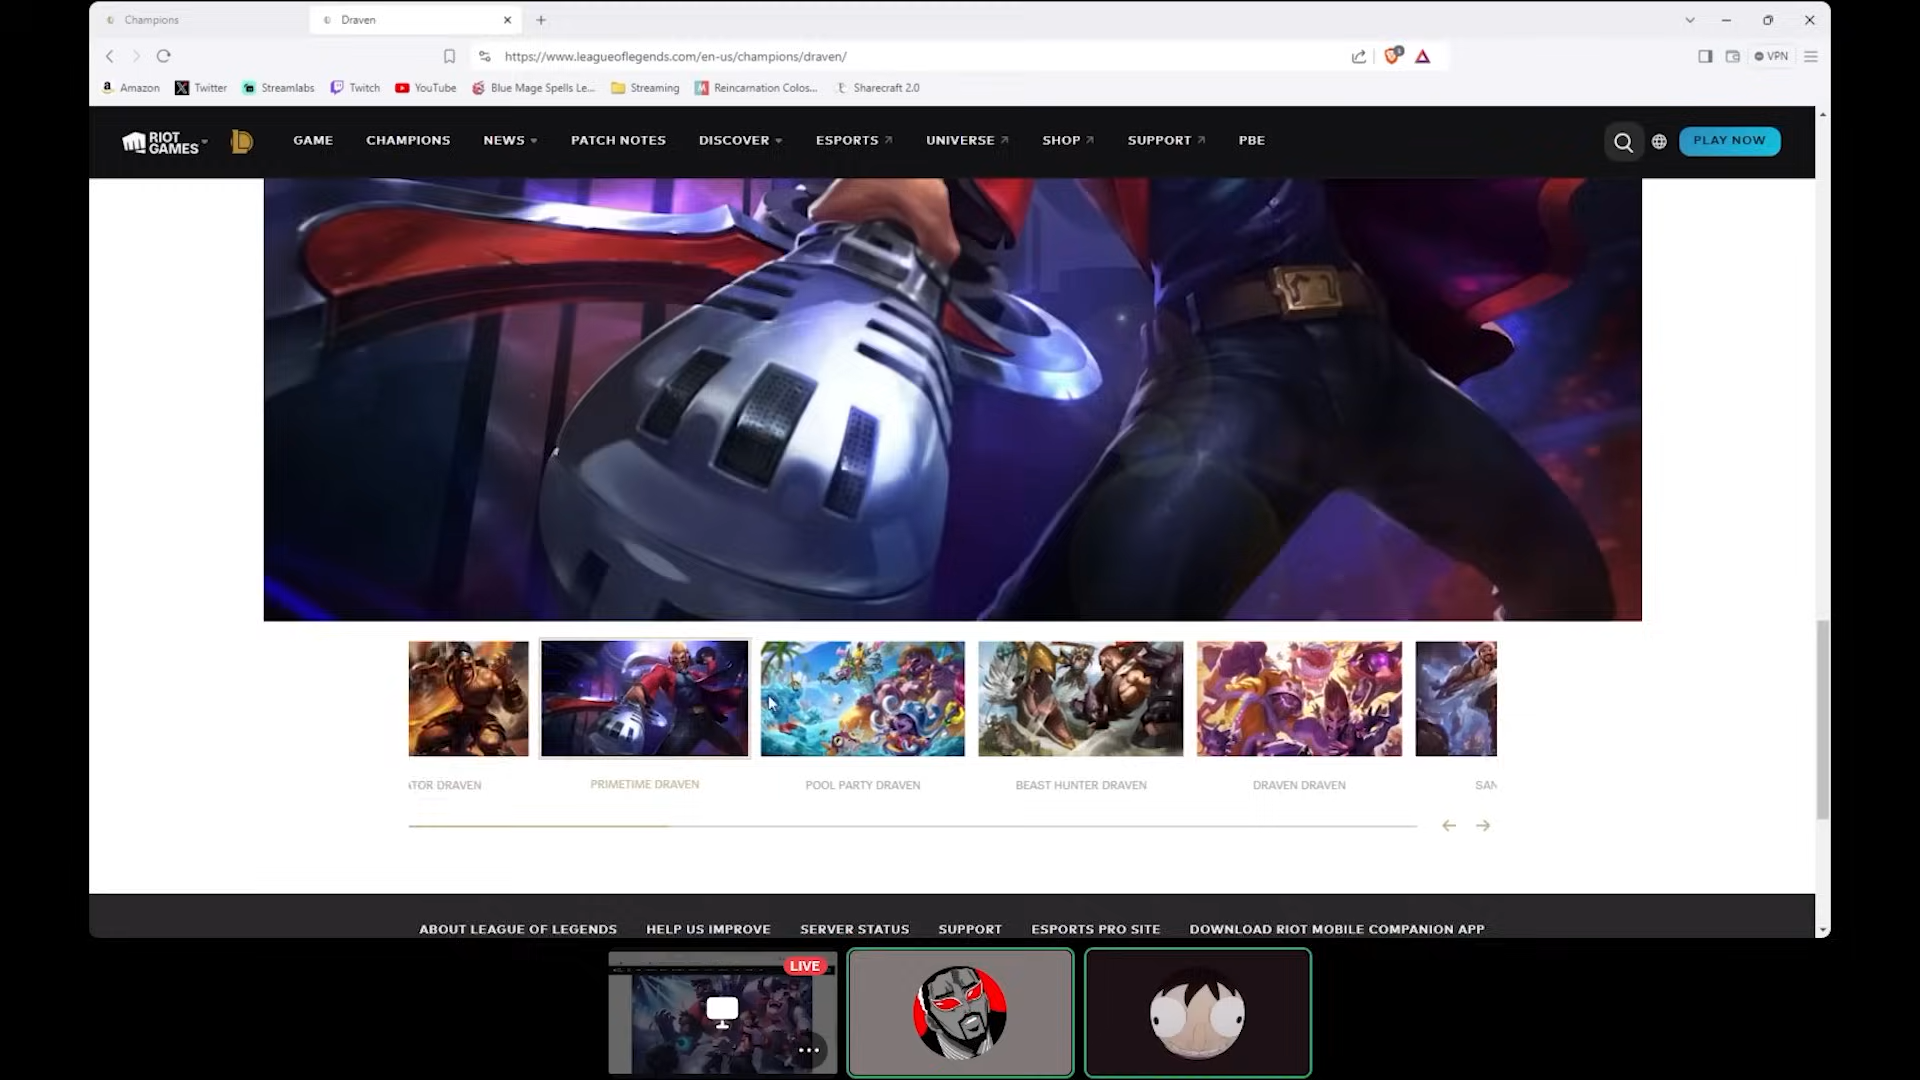 Champions
Draven
https://www.leagueoflegends.com/en-us/champions/draven/
VPN
Amazon Twitter Streamlabs Twitch YouTube Blue Mage Spells Le... Streaming Reincarnation Colos... Sharecraft 2.0
RIOT GAMES GAME CHAMPIONS NEWS PATCH NOTES DISCOVER ESPORTS UNIVERSE SHOP SUPPORT PBE PLAY NOW
ATOR DRAVEN PRIMETIME DRAVEN POOL PARTY DRAVEN BEAST HUNTER DRAVEN DRAVEN DRAVEN SAN
ABOUT LEAGUE OF LEGENDS HELP US IMPROVE SERVER STATUS SUPPORT ESPORTS PRO SITE DOWNLOAD RIOT MOBILE COMPANION APP
LIVE